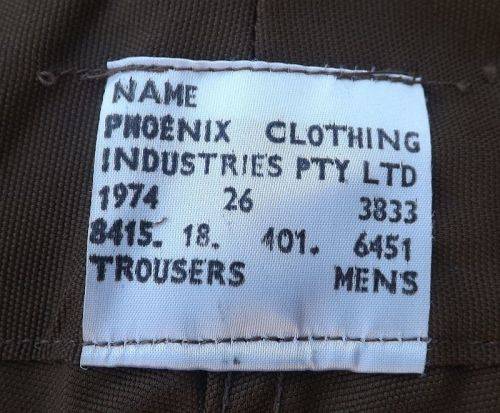 NAME
PHOENIX CLOTHING
INDUSTRIES PTY LTD
1974 26 3833
8415. 18. 401. 6451
TROUSERS MENS